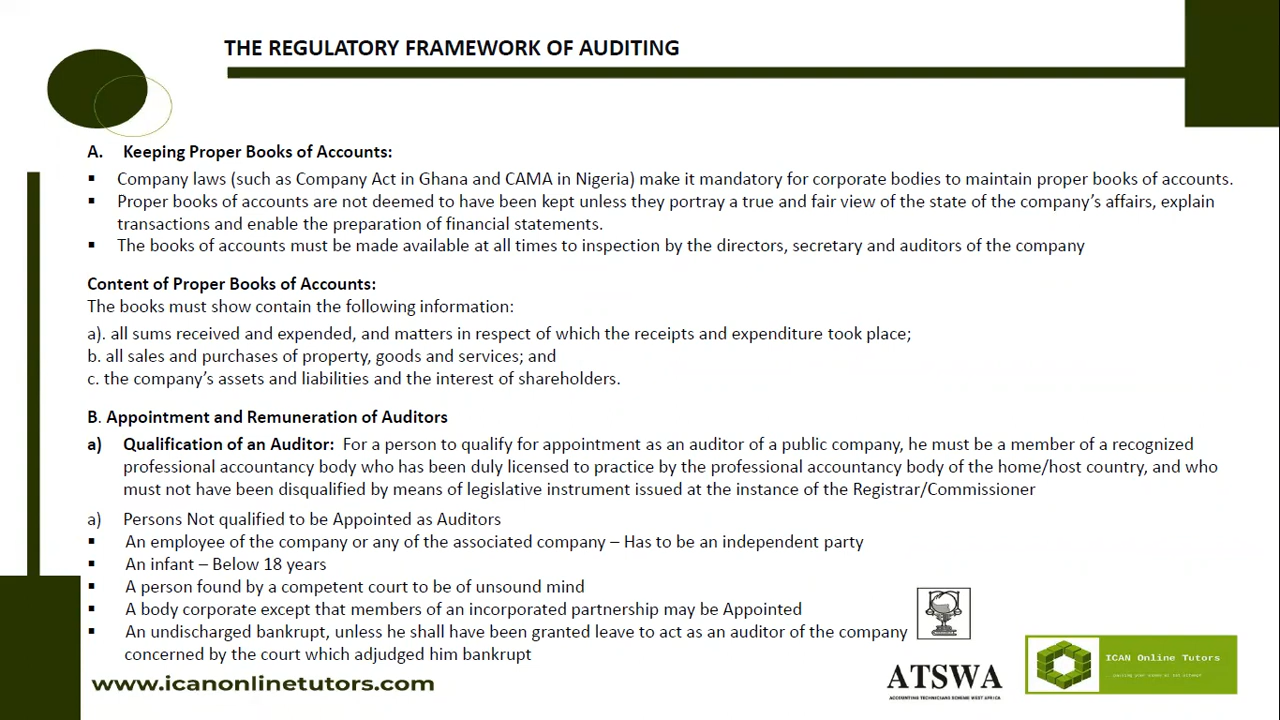 THE REGULATORY FRAMEWORK OF AUDITING
A. Keeping Proper Books of Accounts:
▪ Company laws (such as Company Act in Ghana and CAMA in Nigeria) make it mandatory for corporate bodies to maintain proper books of accounts.
▪ Proper books of accounts are not deemed to have been kept unless they portray a true and fair view of the state of the company's affairs, explain
transactions and enable the preparation of financial statements.
▪ The books of accounts must be made available at all times to inspection by the directors, secretary and auditors of the company
Content of Proper Books of Accounts:
The books must show contain the following information:
a). all sums received and expended, and matters in respect of which the receipts and expenditure took place;
b. all sales and purchases of property, goods and services; and
c. the company's assets and liabilities and the interest of shareholders.
B. Appointment and Remuneration of Auditors
a) Qualification of an Auditor: For a person to qualify for appointment as an auditor of a public company, he must be a member of a recognized
professional accountancy body who has been duly licensed to practice by the professional accountancy body of the home/host country, and who
must not have been disqualified by means of legislative instrument issued at the instance of the Registrar/Commissioner
a) Persons Not qualified to be Appointed as Auditors
▪ An employee of the company or any of the associated company – Has to be an independent party
▪ An infant – Below 18 years
▪ A person found by a competent court to be of unsound mind
▪ A body corporate except that members of an incorporated partnership may be Appointed
▪ An undischarged bankrupt, unless he shall have been granted leave to act as an auditor of the company
concerned by the court which adjudged him bankrupt
www.icanonlinetutors.com
ATSWA
ACCOUNTING TECHNICIANS SCHEME WEST AFRICA
ICAN Online Tutors